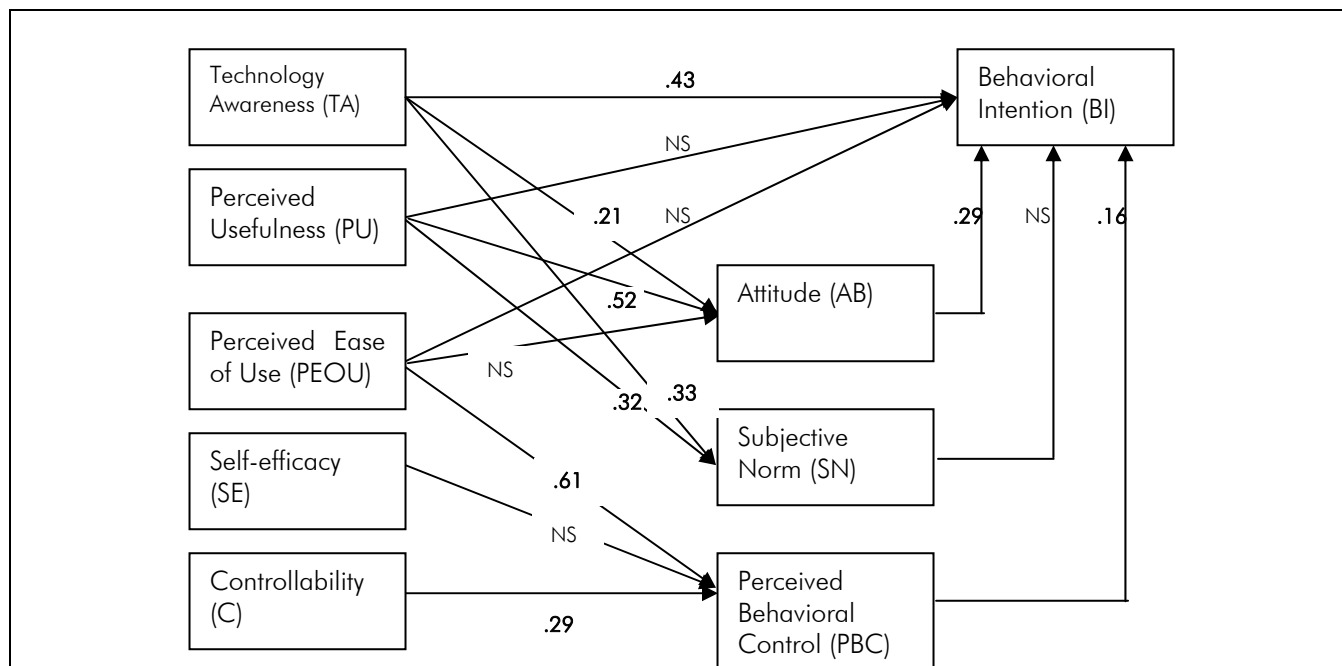 Technology
Awareness (TA)
.43
Behavioral
Intention (BI)
NS
Perceived
Usefulness (PU)
NS
.21
.29
NS
.16
.52
Attitude (AB)
Perceived Ease
of Use (PEOU)
NS
.32
.33
Subjective
Norm (SN)
Self-efficacy
(SE)
.61
NS
Controllability
(C)
.29
Perceived
Behavioral
Control (PBC)